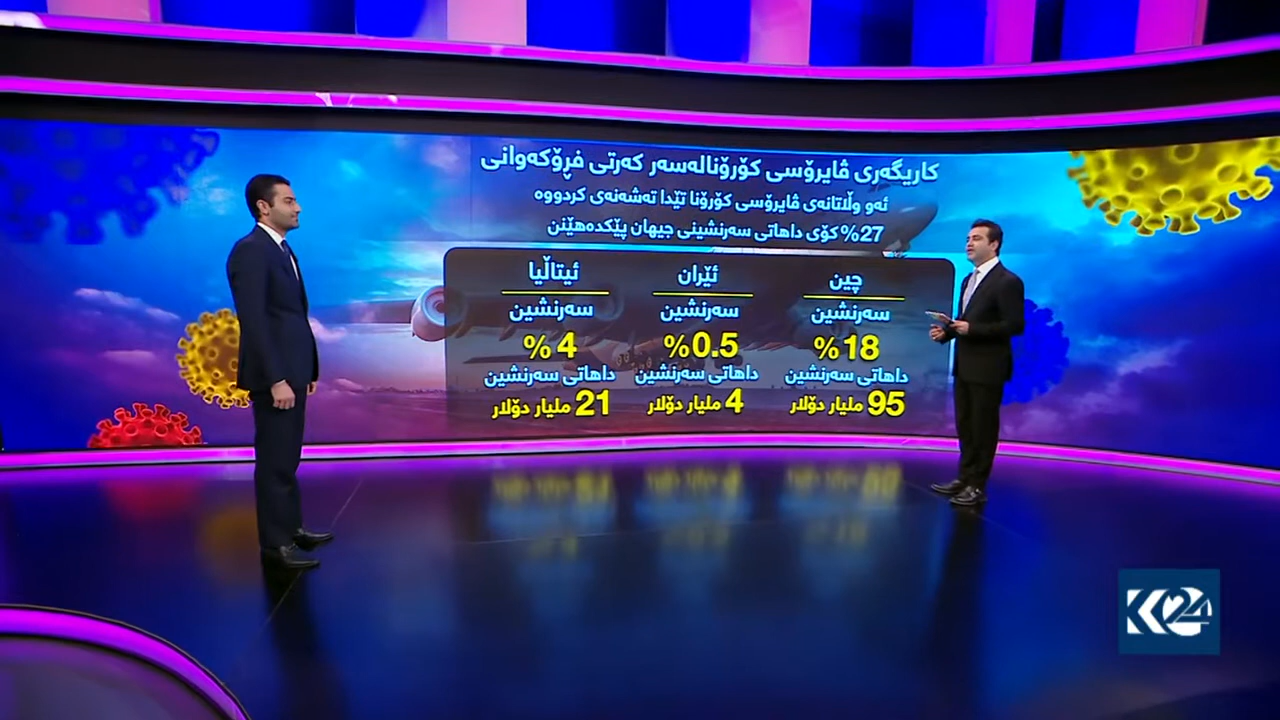 کاریگەری ڤایرۆسی کۆرۆنالەسەر کەرتی فڕۆکەوانی
ئەو وڵاتانەی ڤایرۆسی کۆرۆنا تێدا تەشەنەی کردووە
%27 کۆی داهاتی سەرنشینی جیهان پێکدەهێنن
چین
سەرنشین
%18
داهاتی سەرنشین
95 ملیار دۆلار
ئێران
سەرنشین
%0.5
داهاتی سەرنشین
4 ملیار دۆلار
ئیتاڵیا
سەرنشین
% 4
داهاتی سەرنشین
21 ملیار دۆلار
K24